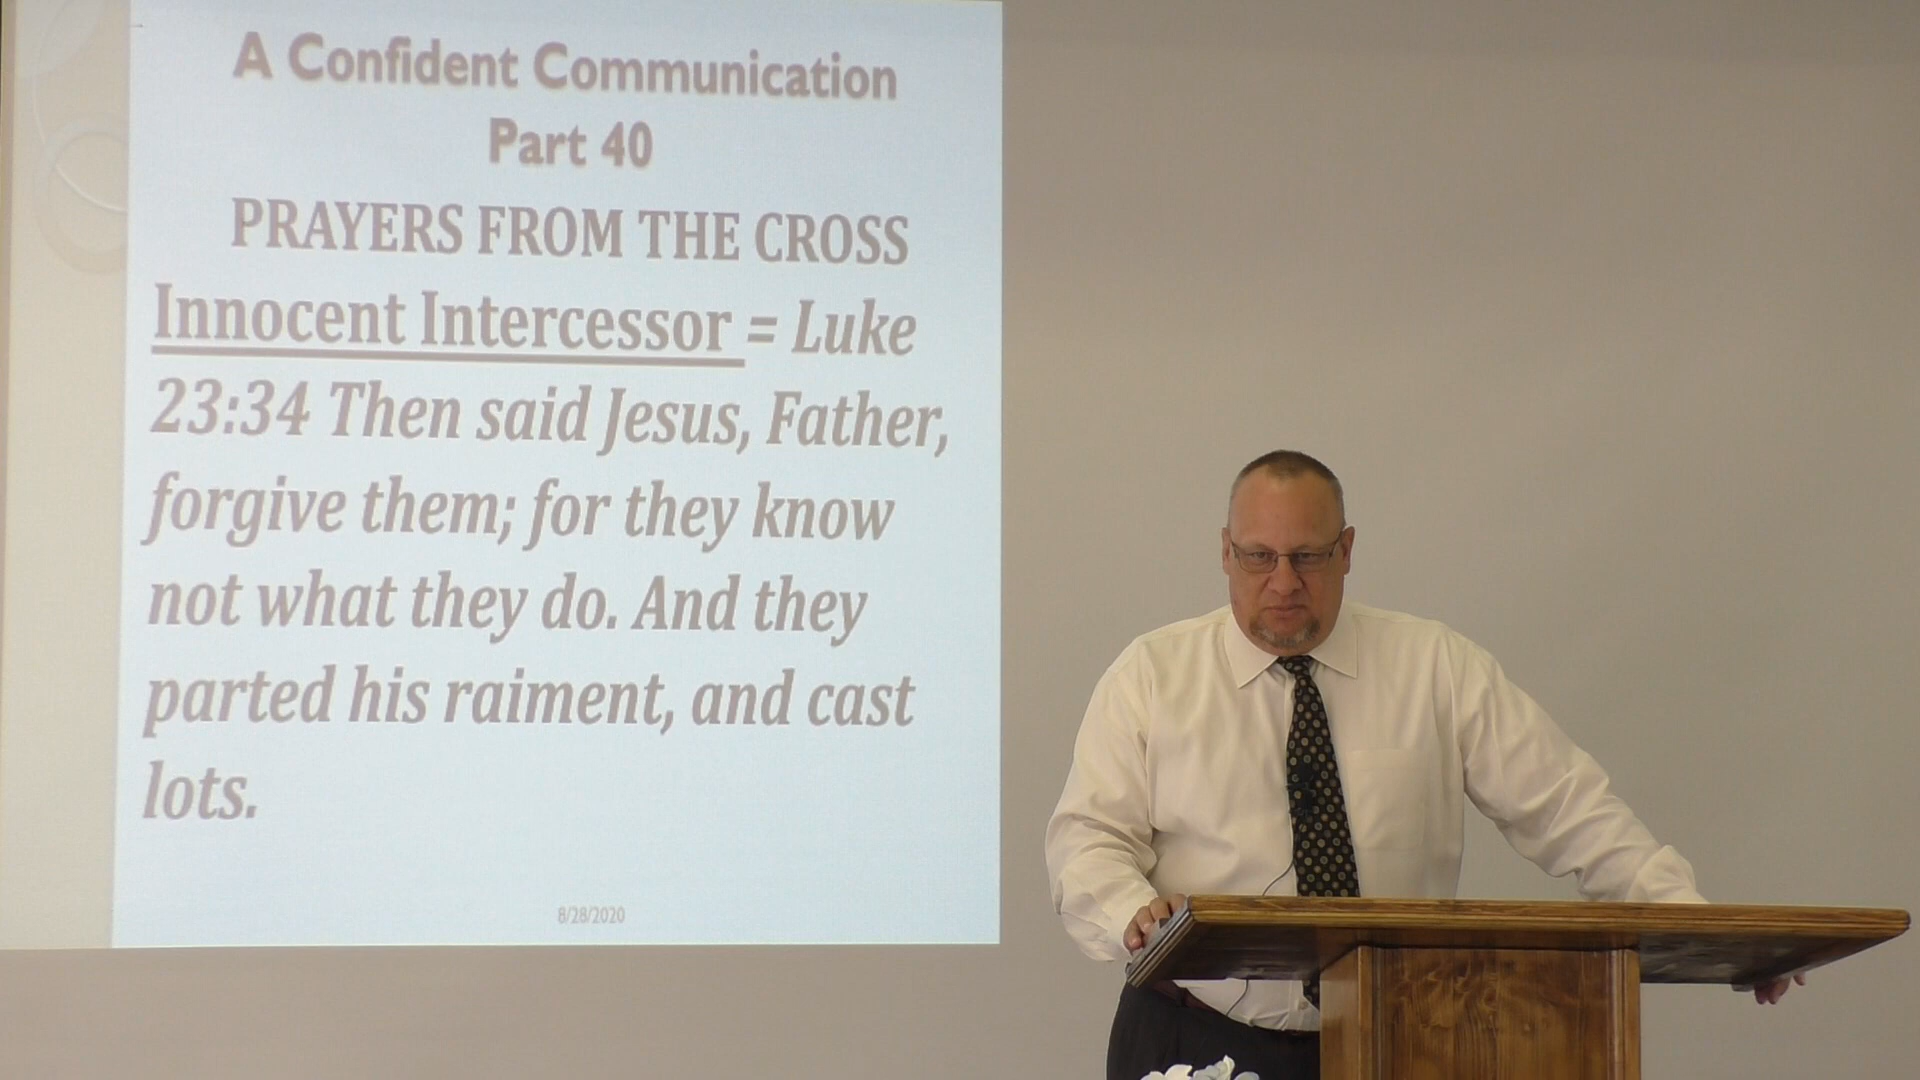 A Confident Communication
Part 40
PRAYERS FROM THE CROSS
Innocent Intercessor = Luke
23:34 Then said Jesus, Father,
forgive them; for they know
not what they do. And they
parted his raiment, and cast
lots.
8/28/2020